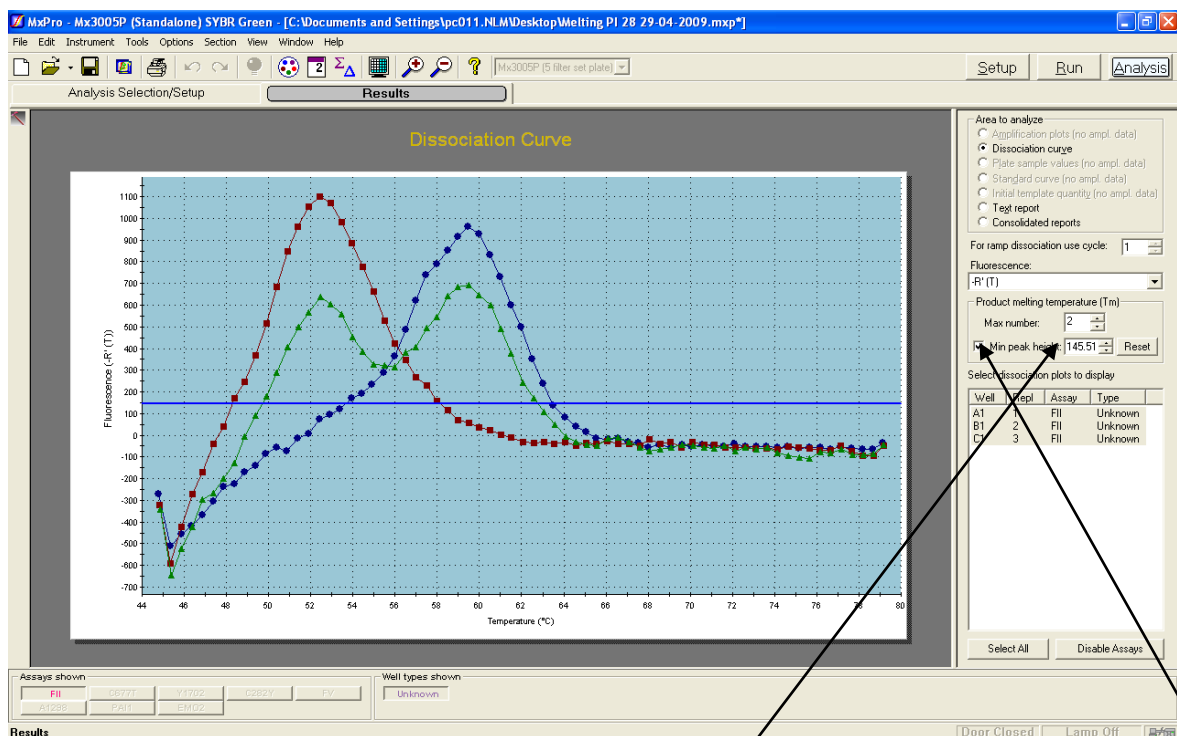 MxPro - Mx3005P (Standalone) SYBR Green - [C:\Documents and Settings\pc011.NLM\Desktop\Melting PI 28 29-04-2009.mxp*]
File Edit Instrument Tools Options Section View Window Help
2 ΣΔ ? Mx3005P (5 filter set plate) Setup Run Analysis
Analysis Selection/Setup Results
Dissociation Curve
Fluorescence (-R' (T))
1100
1000
900
800
700
600
500
400
300
200
100
0
-100
-200
-300
-400
-500
-600
-700
44 46 48 50 52 54 56 58 60 62 64 66 68 70 72 74 76 78 80
Temperature (°C)
Area to analyze
Amplification plots (no ampl. data)
Dissociation curve
Plate sample values (no ampl. data)
Standard curve (no ampl. data)
Initial template quantity (no ampl. data)
Text report
Consolidated reports
For ramp dissociation use cycle: 1
Fluorescence:
-R' (T)
Product melting temperature (Tm)
Max number: 2
Min peak height: 145.51 Reset
Select dissociation plots to display
Well Repl Assay Type
A1 1 FII Unknown
B1 2 FII Unknown
C1 3 FII Unknown
Select All Disable Assays
Assays shown
FII C677T Y1702 C282Y FV
A1298 PAI1 EMO2
Well types shown
Unknown
Results Door Closed Lamp Off